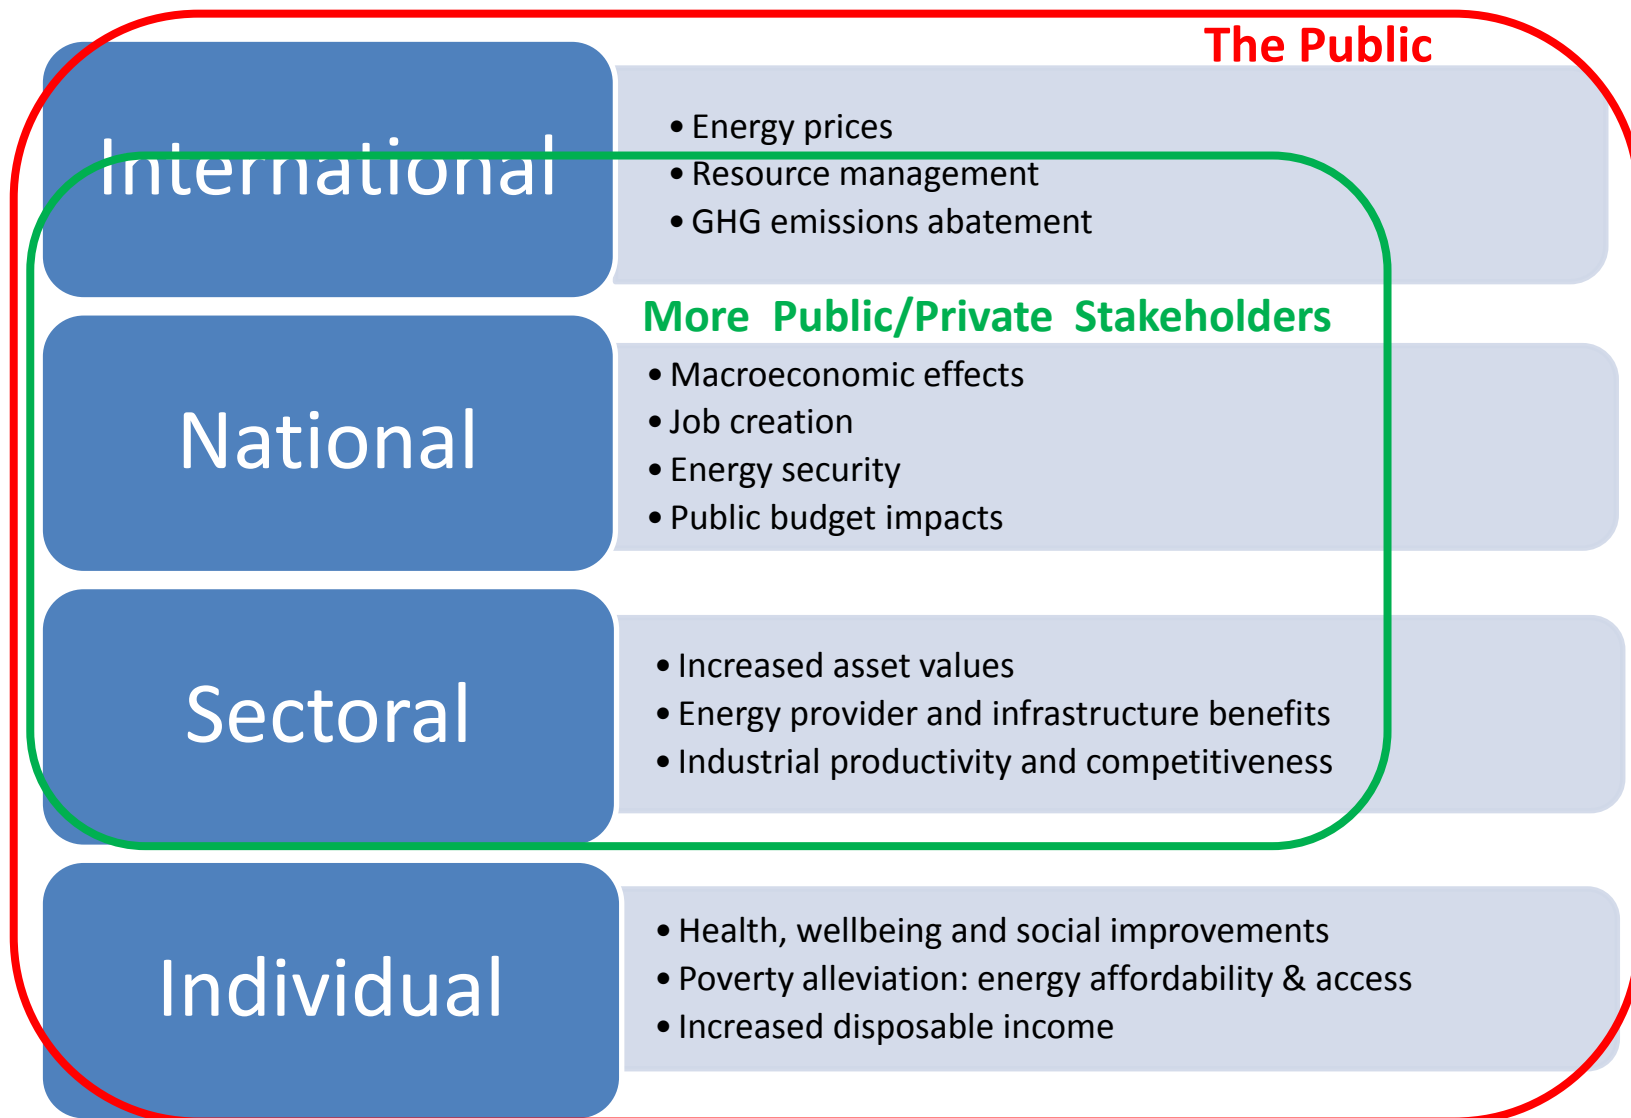 The Public
International
• Energy prices
• Resource management
• GHG emissions abatement
More Public/Private Stakeholders
National
• Macroeconomic effects
• Job creation
• Energy security
• Public budget impacts
Sectoral
• Increased asset values
• Energy provider and infrastructure benefits
• Industrial productivity and competitiveness
Individual
• Health, wellbeing and social improvements
• Poverty alleviation: energy affordability & access
• Increased disposable income